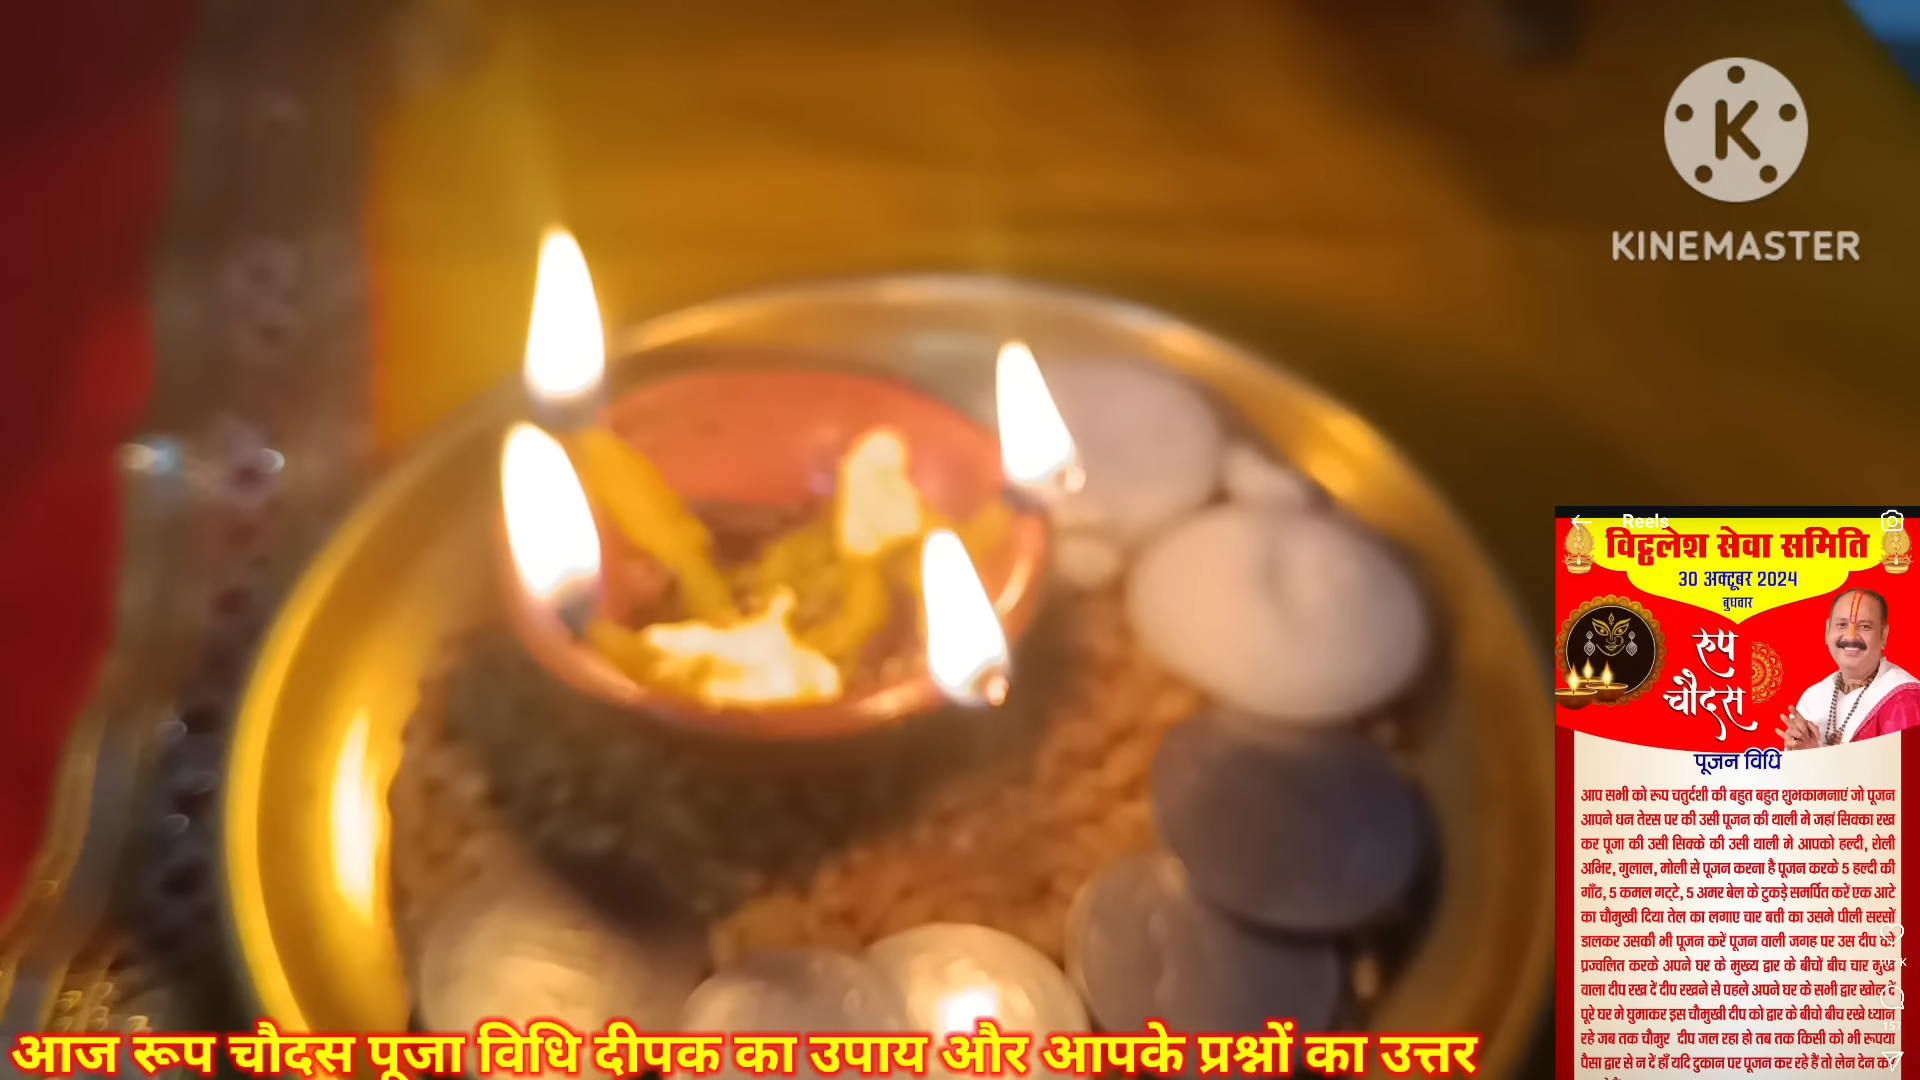 K
KINEMASTER
Reels
विट्ठलेश सेवा समिति
30 अक्टूबर 2024
बुधवार
रूप
चौदस
पूजन विधि
आप सभी को रूप चतुर्दशी की बहुत बहुत शुभकामनाएं जो पूजन
आपने धन तेरस पर की उसी पूजन की थाली मे जहां सिक्का रख
कर पूजा की उसी सिक्के की उसी थाली मे आपको हल्दी, रोली
अभिर, गुलाल, मोली से पूजन करना है पूजन करके 5 हल्दी की
गाँठ, 5 कमल गट्टे, 5 अमर बेल के टुकड़े समर्पित करें एक आटे
का चौमुखी दिया तेल का लगाए चार बत्ती का उसमे पीली सरसों
डालकर उसकी भी पूजन करें पूजन वाली जगह पर उस दीप को
प्रज्वलित करके अपने घर के मुख्य द्वार के बीचों बीच चार मुख
वाला दीप रख दें दीप रखने से पहले अपने घर के सभी द्वार खोल दें
पूरे घर मे घुमाकर इस चौमुखी दीप को द्वार के बीचो बीच रखे ध्यान
रहे जब तक चौमुर दीप जल रहा हो तब तक किसी को भी रूपया
पैसा द्वार से न दें हाँ यदि दुकान पर पूजन कर रहे हैं तो लेन देन कर
आज रूप चौदस पूजा विधि दीपक का उपाय और आपके प्रश्नों का उत्तर